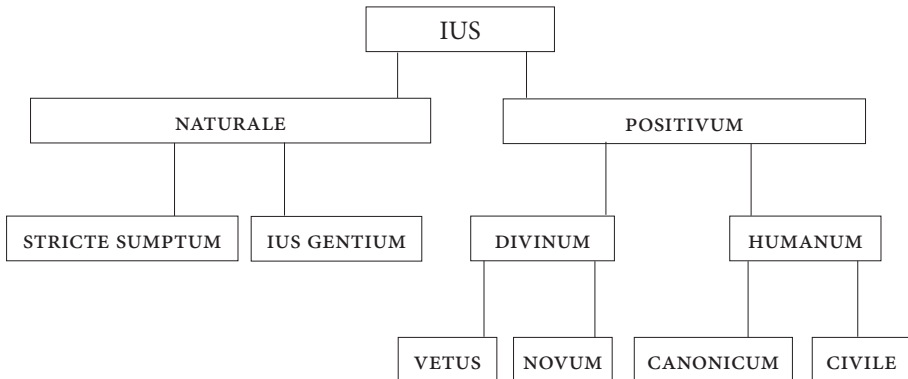 IUS
NATURALE
POSITIVUM
STRICTE SUMPTUM
IUS GENTIUM
DIVINUM
HUMANUM
VETUS
NOVUM
CANONICUM
CIVILE